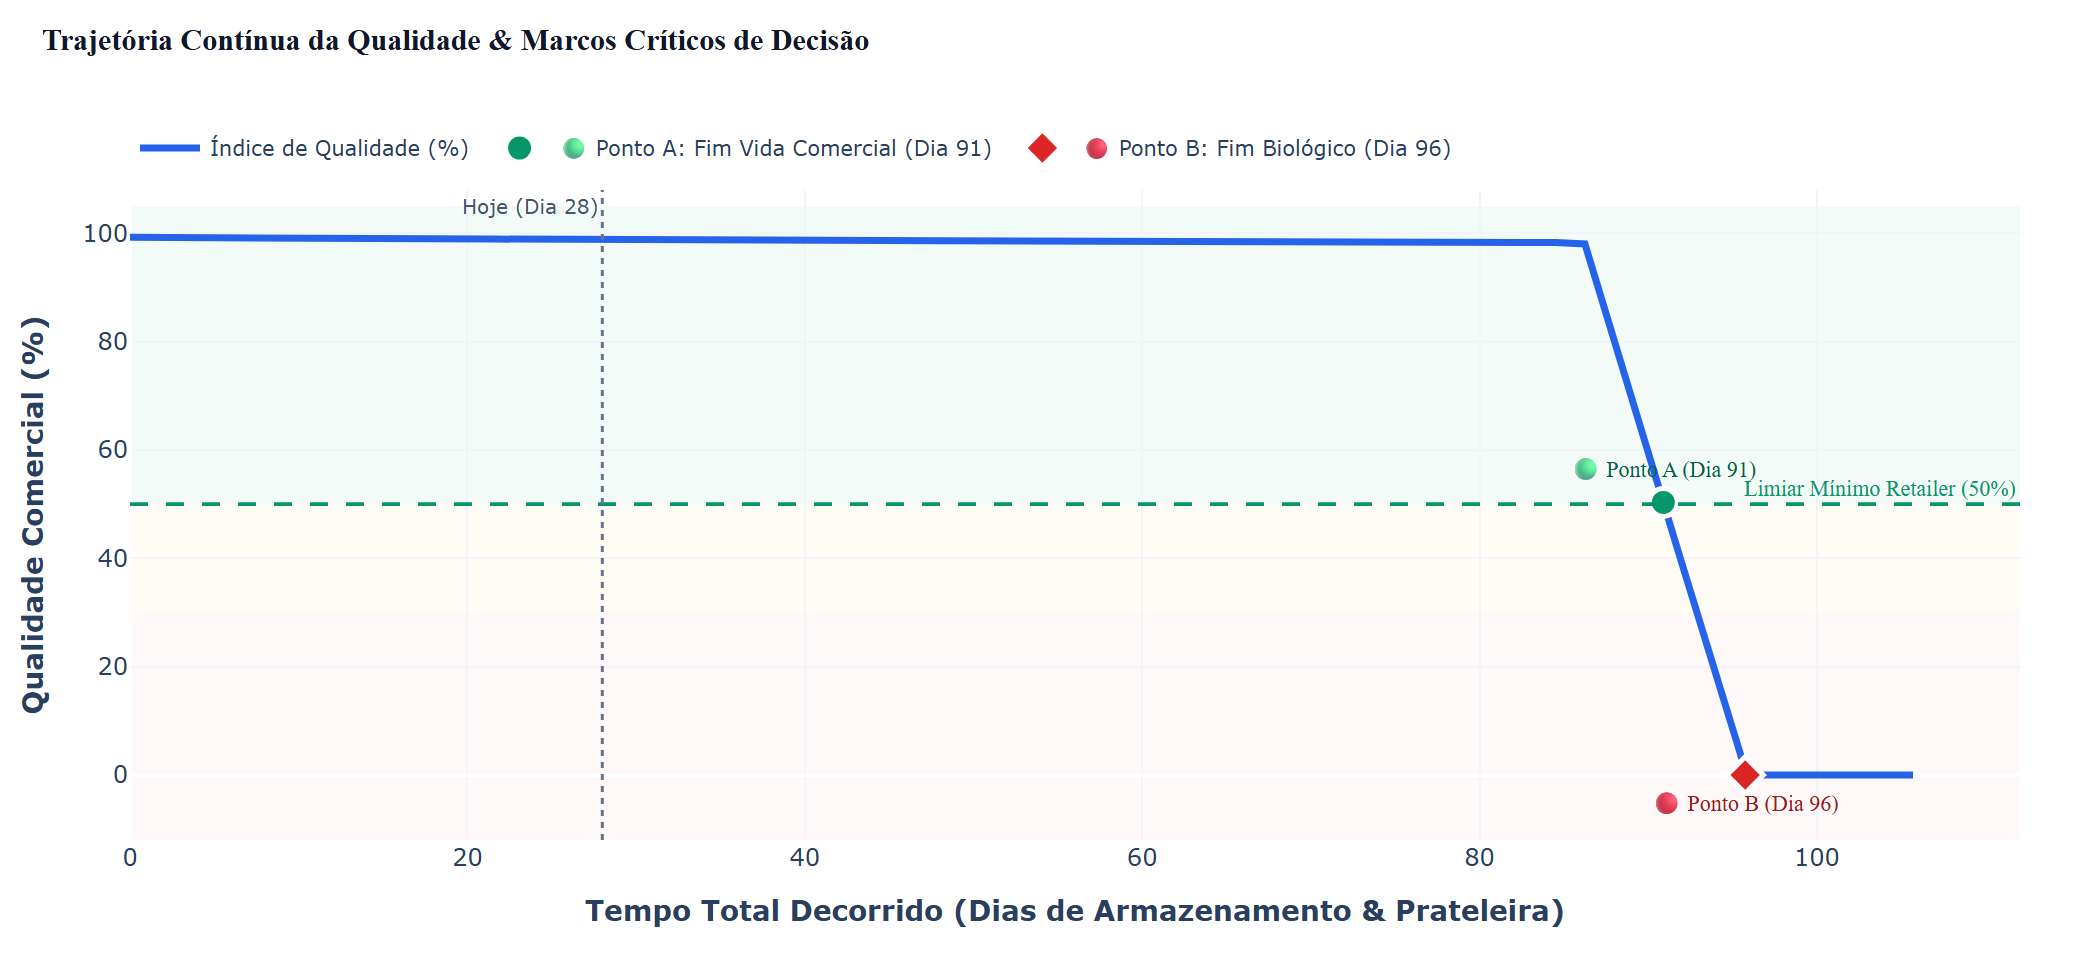 Trajetória Contínua da Qualidade & Marcos Críticos de Decisão
Índice de Qualidade (%)
Ponto A: Fim Vida Comercial (Dia 91)
Ponto B: Fim Biológico (Dia 96)
Hoje (Dia 28)
100
80
60
40
20
0
Qualidade Comercial (%)
Ponto A (Dia 91)
Limiar Mínimo Retailer (50%)
Ponto B (Dia 96)
0
20
40
60
80
100
Tempo Total Decorrido (Dias de Armazenamento & Prateleira)